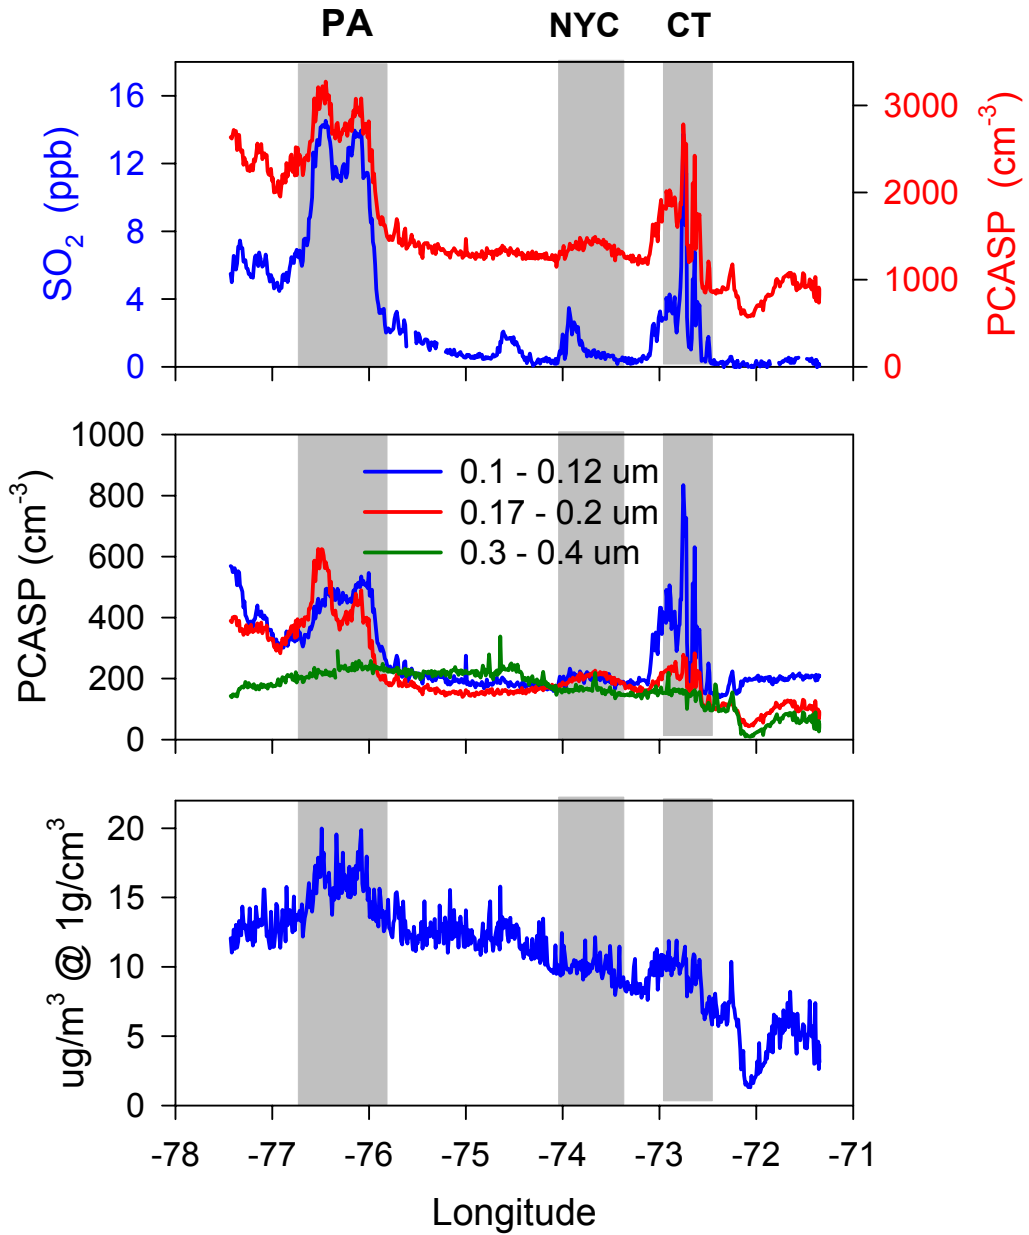 PA NYC CT
16
12
8
4
0
SO₂ (ppb)
3000
2000
1000
0
PCASP (cm⁻³)
1000
800
600
400
200
0
PCASP (cm⁻³)
0.1 - 0.12 um
0.17 - 0.2 um
0.3 - 0.4 um
20
15
10
5
0
ug/m³ @ 1g/cm³
-78 -77 -76 -75 -74 -73 -72 -71
Longitude